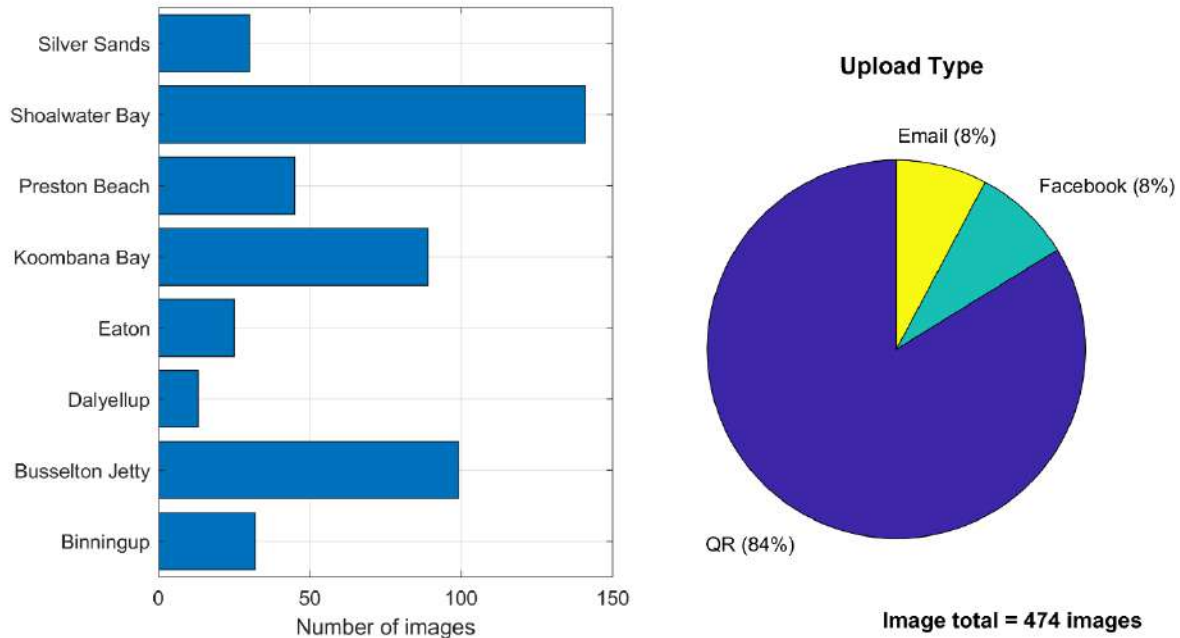 Silver Sands
Shoalwater Bay
Preston Beach
Koombana Bay
Eaton
Dalyellup
Busselton Jetty
Binningup
0 50 100 150
Number of images
Upload Type
Email (8%)
Facebook (8%)
QR (84%)
Image total = 474 images